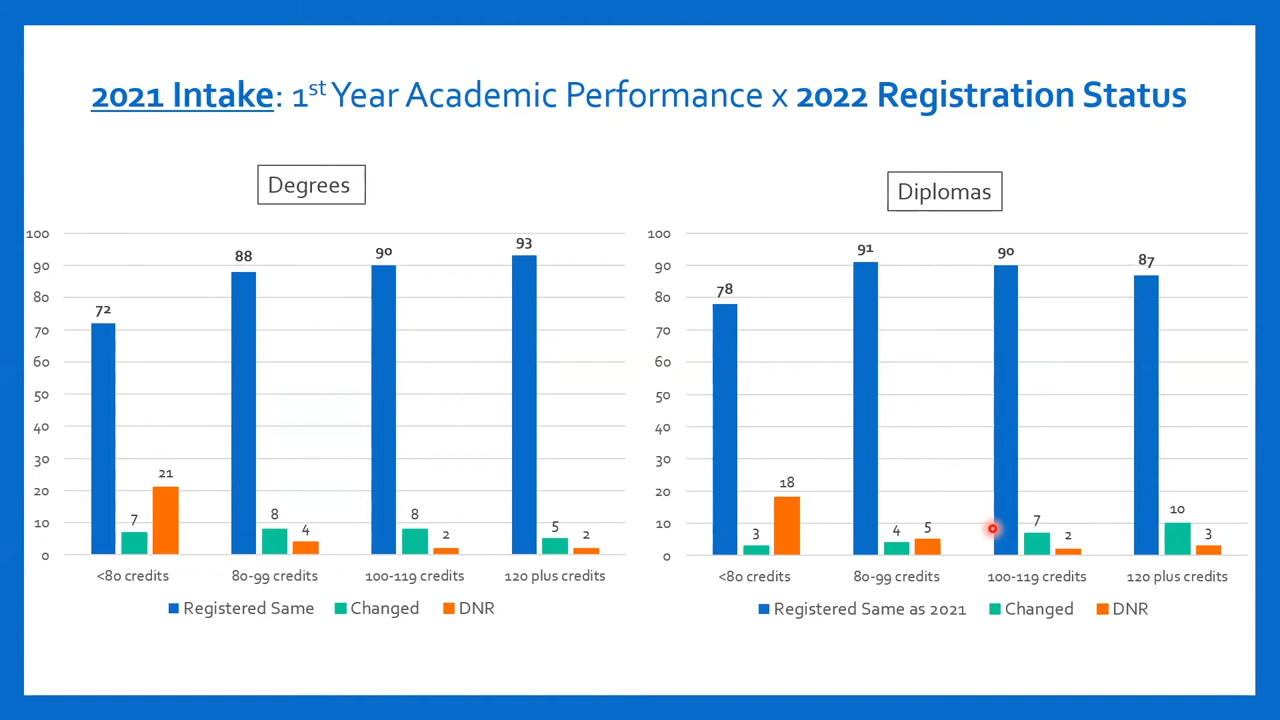 2021 Intake: 1st Year Academic Performance x 2022 Registration Status
Degrees
100
90
80
70
60
50
40
30
20
10
0
72
7
21
88
8
4
90
8
2
93
5
2
<80 credits
80-99 credits
100-119 credits
120 plus credits
Registered Same
Changed
DNR
Diplomas
100
90
80
70
60
50
40
30
20
10
0
78
3
18
91
4
5
90
7
2
87
10
3
<80 credits
80-99 credits
100-119 credits
120 plus credits
Registered Same as 2021
Changed
DNR